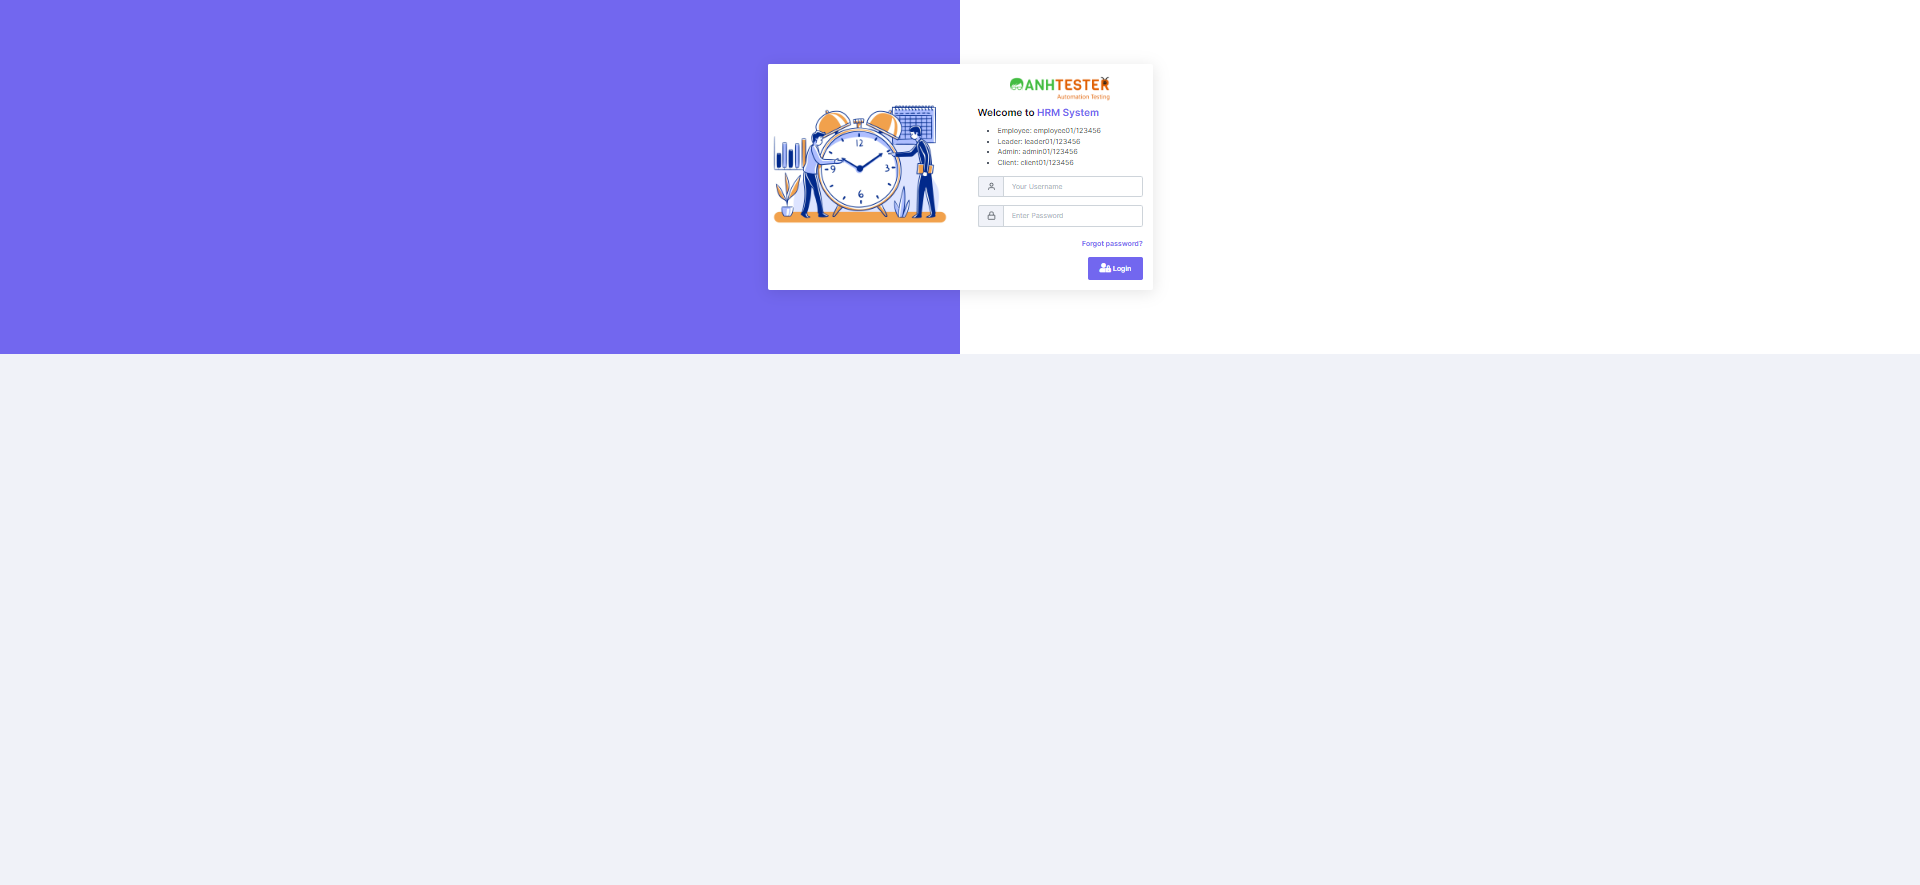 ANHTESTER
Automation Testing
Welcome to HRM System
Employee: employee01/123456
Leader: leader01/123456
Admin: admin01/123456
Client: client01/123456
Your Username
Enter Password
Forgot password?
Login
12
9
3
6